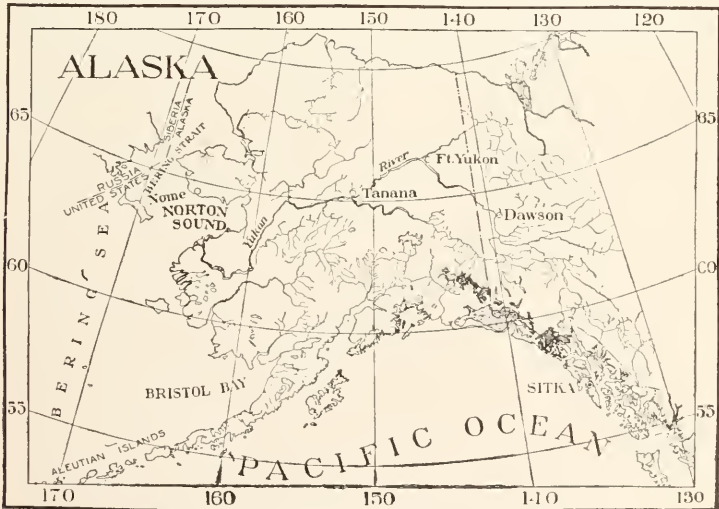 180 170 160 150 140 130 120
ALASKA
65
65
SIBERIA
ALASKA
BERING STRAIT
RUSSIA
UNITED STATES
River
Ft.Yukon
Nome
Tanana
NORTON
SOUND
Yukon
Dawson
60
60
BERING SEA
BRISTOL BAY
SITKA
55
55
ALEUTIAN ISLANDS
PACIFIC OCEAN
170 160 150 140 130